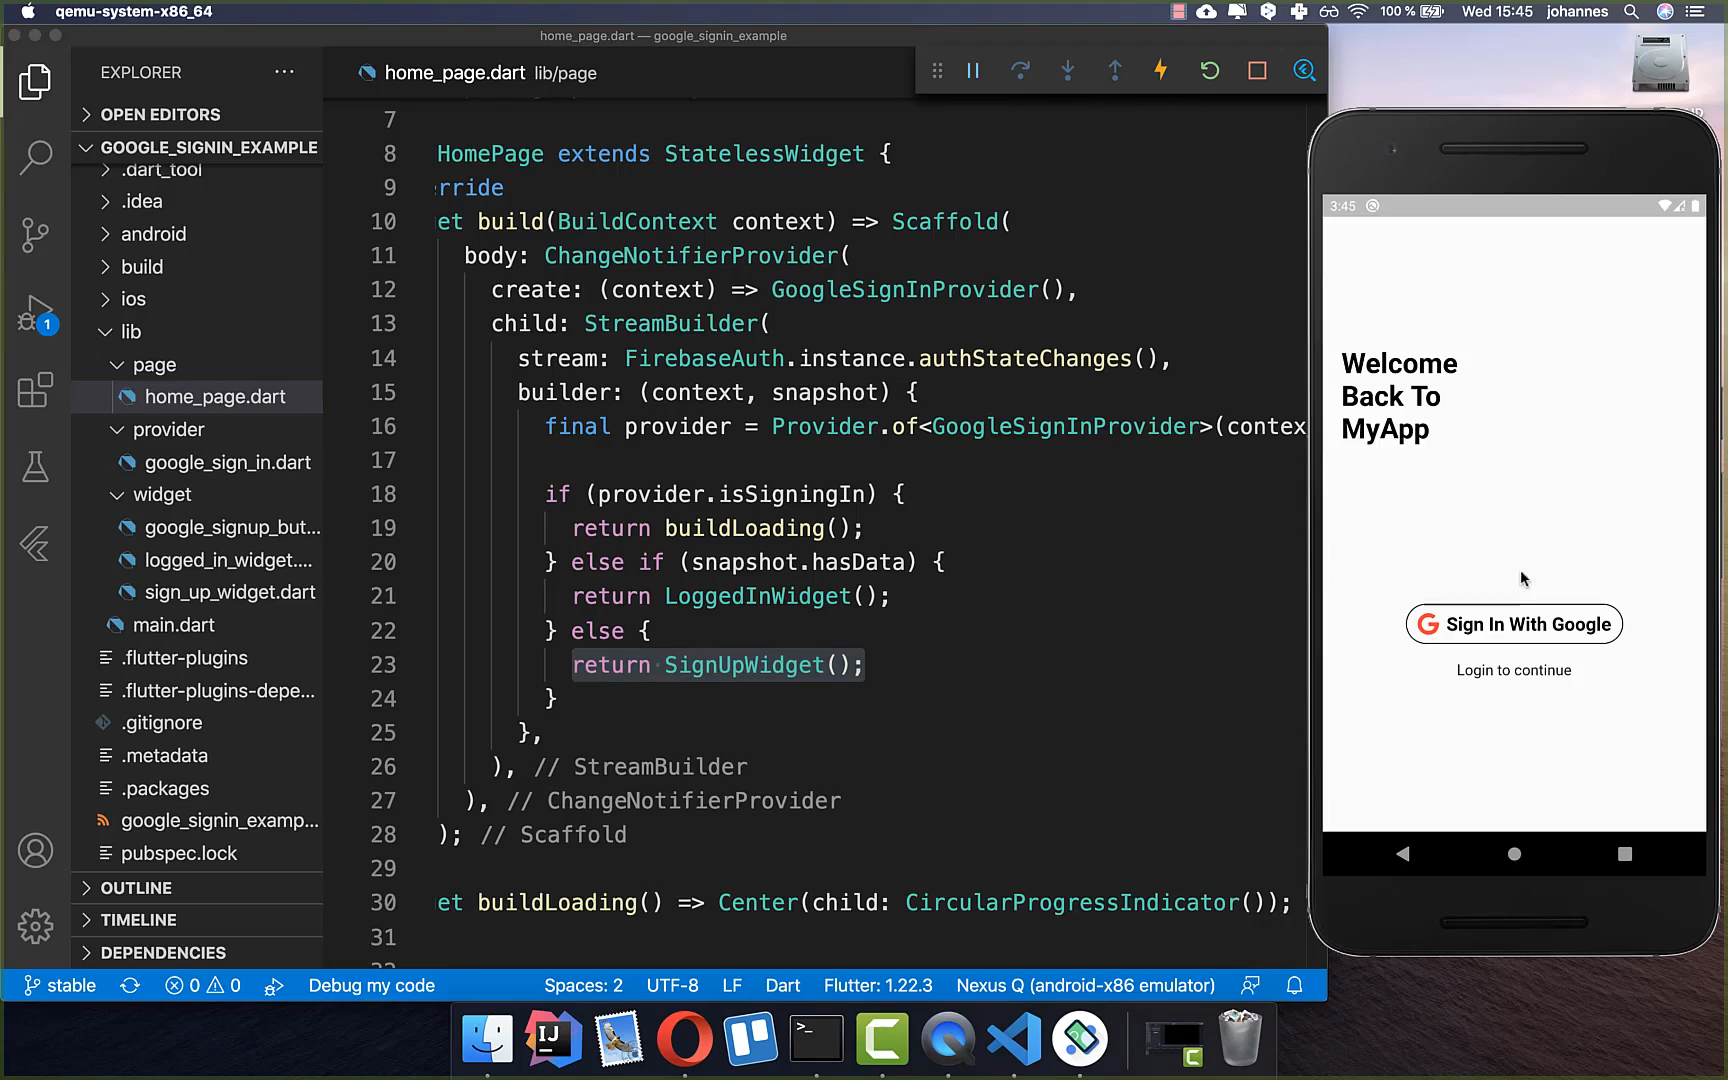 qemu-system-x86_64
100 %
Wed 15:45
johannes
home_page.dart — google_signin_example
EXPLORER
OPEN EDITORS
GOOGLE_SIGNIN_EXAMPLE
.dart_tool
.idea
android
build
ios
lib
page
home_page.dart
provider
google_sign_in.dart
widget
google_signup_but...
logged_in_widget....
sign_up_widget.dart
main.dart
.flutter-plugins
.flutter-plugins-depe...
.gitignore
.metadata
.packages
google_signin_examp...
pubspec.lock
OUTLINE
TIMELINE
DEPENDENCIES
1
home_page.dart lib/page
7
8 HomePage extends StatelessWidget {
9 rride
10 et build(BuildContext context) => Scaffold(
11 body: ChangeNotifierProvider(
12 create: (context) => GoogleSignInProvider(),
13 child: StreamBuilder(
14 stream: FirebaseAuth.instance.authStateChanges(),
15 builder: (context, snapshot) {
16 final provider = Provider.of<GoogleSignInProvider>(contex
17
18 if (provider.isSigningIn) {
19 return buildLoading();
20 } else if (snapshot.hasData) {
21 return LoggedInWidget();
22 } else {
23 return SignUpWidget();
24 }
25 },
26 ), // StreamBuilder
27 ), // ChangeNotifierProvider
28 ); // Scaffold
29
30 et buildLoading() => Center(child: CircularProgressIndicator());
31
3:45
Welcome
Back To
MyApp
G Sign In With Google
Login to continue
stable
0
0
Debug my code
Spaces: 2
UTF-8
LF
Dart
Flutter: 1.22.3
Nexus Q (android-x86 emulator)
IJ
>_
C
C